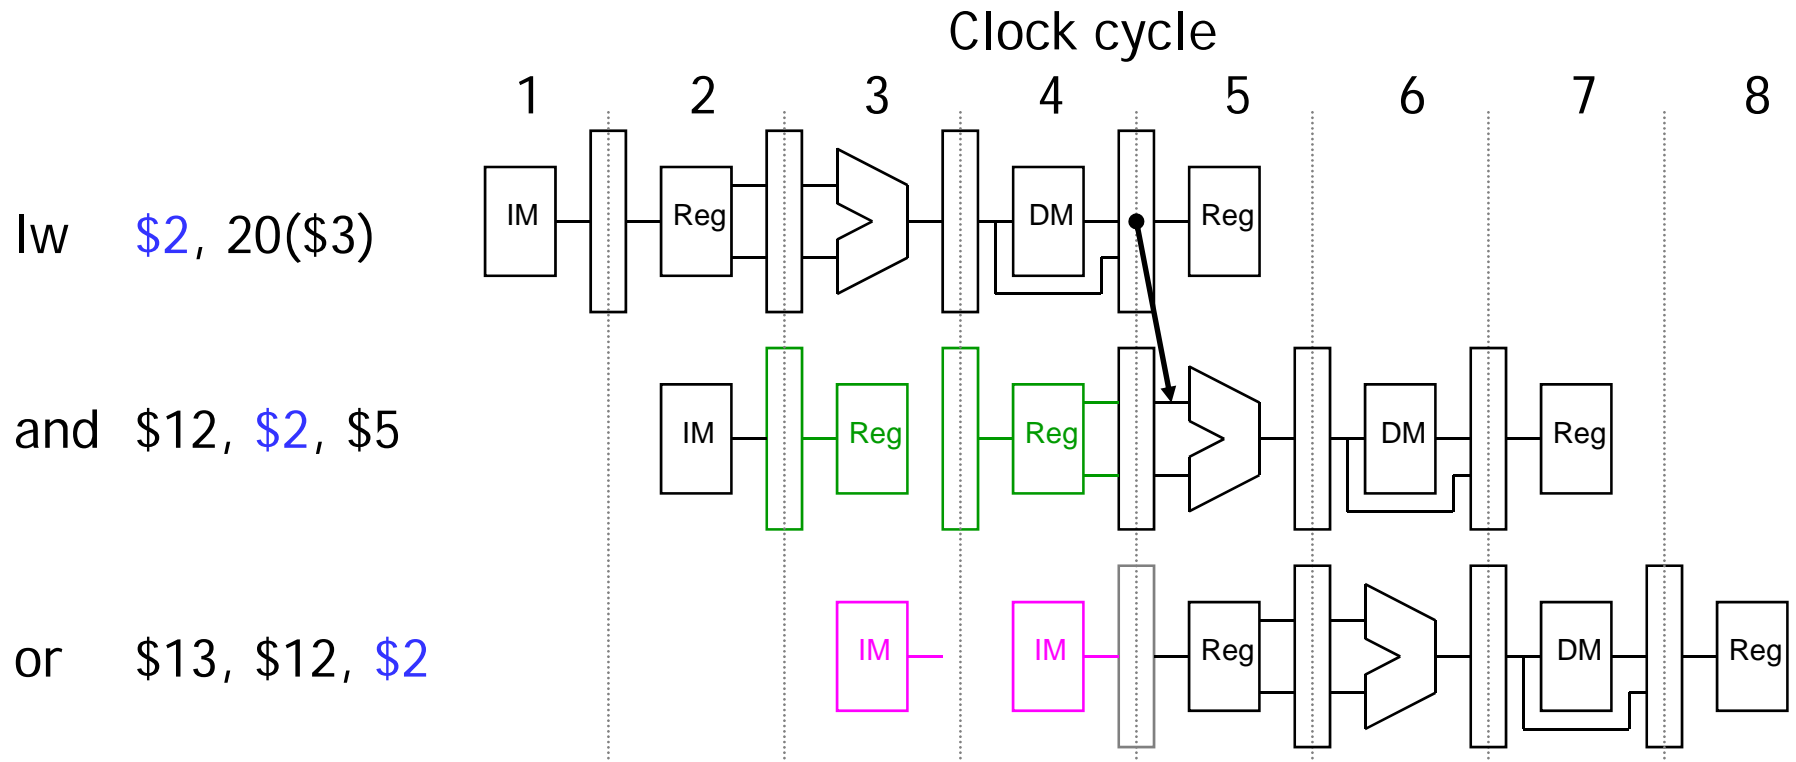 Clock cycle
1 2 3 4 5 6 7 8
lw $2, 20($3) IM Reg DM Reg
and $12, $2, $5 IM Reg Reg DM Reg
or $13, $12, $2 IM IM Reg DM Reg